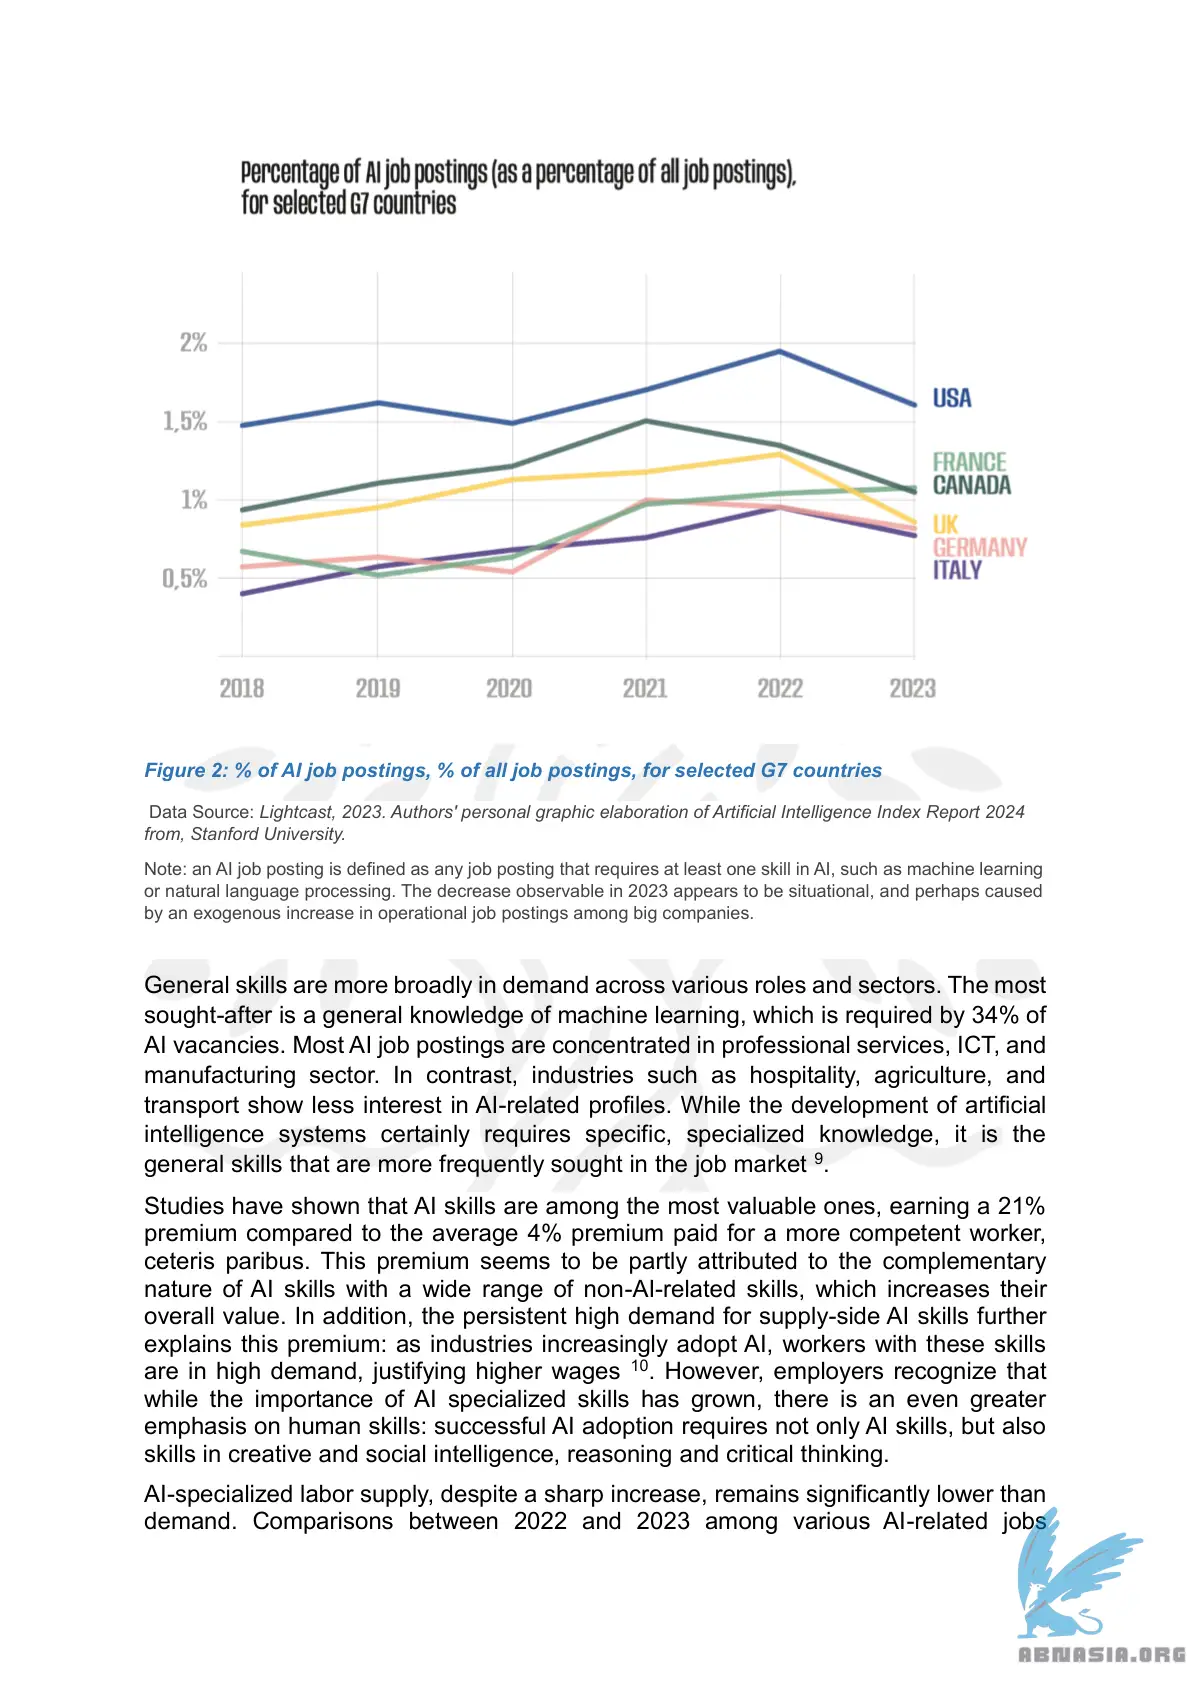 Percentage of AI job postings (as a percentage of all job postings),
for selected G7 countries
2%
1,5%
1%
0,5%
USA
FRANCE
CANADA
UK
GERMANY
ITALY
2018 2019 2020 2021 2022 2023
Figure 2: % of AI job postings, % of all job postings, for selected G7 countries
Data Source: Lightcast, 2023. Authors' personal graphic elaboration of Artificial Intelligence Index Report 2024
from, Stanford University.
Note: an AI job posting is defined as any job posting that requires at least one skill in AI, such as machine learning
or natural language processing. The decrease observable in 2023 appears to be situational, and perhaps caused
by an exogenous increase in operational job postings among big companies.
General skills are more broadly in demand across various roles and sectors. The most
sought-after is a general knowledge of machine learning, which is required by 34% of
AI vacancies. Most AI job postings are concentrated in professional services, ICT, and
manufacturing sector. In contrast, industries such as hospitality, agriculture, and
transport show less interest in AI-related profiles. While the development of artificial
intelligence systems certainly requires specific, specialized knowledge, it is the
general skills that are more frequently sought in the job market 9.
Studies have shown that AI skills are among the most valuable ones, earning a 21%
premium compared to the average 4% premium paid for a more competent worker,
ceteris paribus. This premium seems to be partly attributed to the complementary
nature of AI skills with a wide range of non-AI-related skills, which increases their
overall value. In addition, the persistent high demand for supply-side AI skills further
explains this premium: as industries increasingly adopt AI, workers with these skills
are in high demand, justifying higher wages 10. However, employers recognize that
while the importance of AI specialized skills has grown, there is an even greater
emphasis on human skills: successful AI adoption requires not only AI skills, but also
skills in creative and social intelligence, reasoning and critical thinking.
AI-specialized labor supply, despite a sharp increase, remains significantly lower than
demand. Comparisons between 2022 and 2023 among various AI-related jobs
ABNASIA.ORG